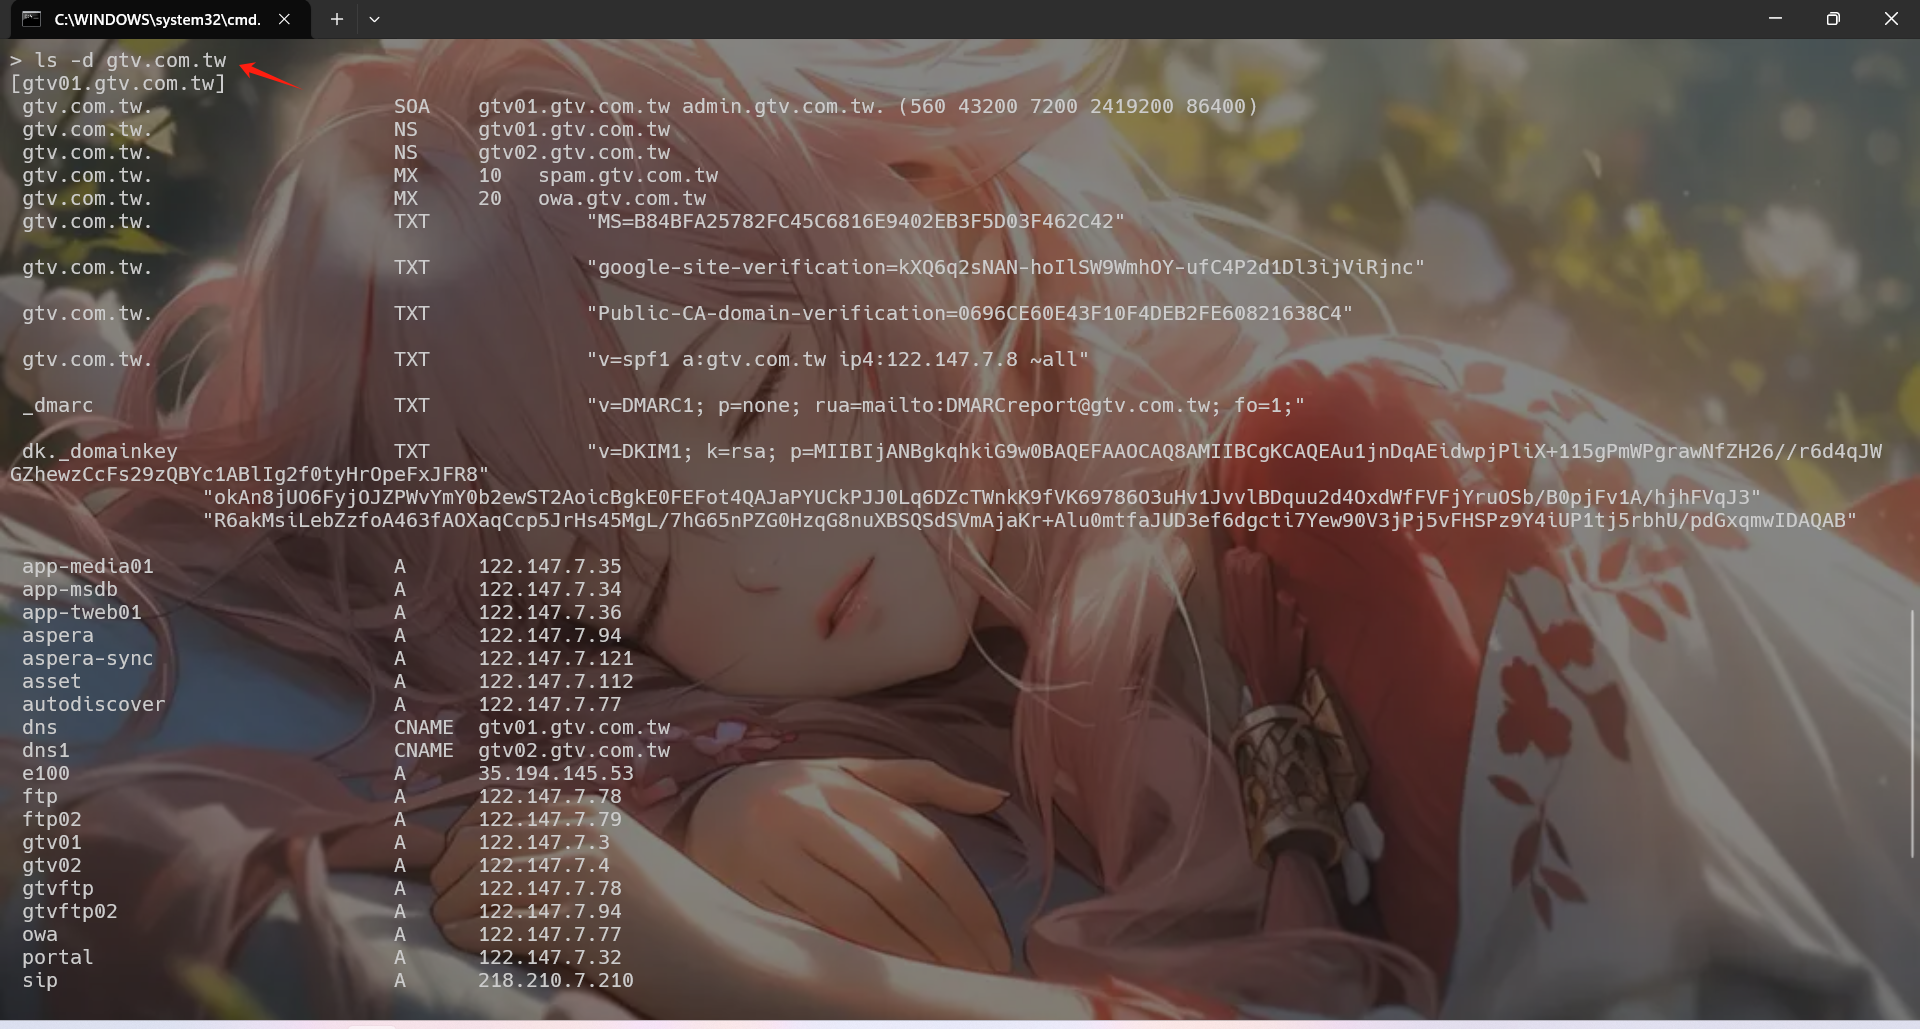 C:\WINDOWS\system32\cmd.
> ls -d gtv.com.tw
[gtv01.gtv.com.tw]
gtv.com.tw. SOA gtv01.gtv.com.tw admin.gtv.com.tw. (560 43200 7200 2419200 86400)
gtv.com.tw. NS gtv01.gtv.com.tw
gtv.com.tw. NS gtv02.gtv.com.tw
gtv.com.tw. MX 10 spam.gtv.com.tw
gtv.com.tw. MX 20 owa.gtv.com.tw
gtv.com.tw. TXT "MS=B84BFA25782FC45C6816E9402EB3F5D03F462C42"
gtv.com.tw. TXT "google-site-verification=kXQ6q2sNAN-hoIlSW9WmhOY-ufC4P2d1Dl3ijViRjnc"
gtv.com.tw. TXT "Public-CA-domain-verification=0696CE60E43F10F4DEB2FE60821638C4"
gtv.com.tw. TXT "v=spf1 a:gtv.com.tw ip4:122.147.7.8 ~all"
_dmarc TXT "v=DMARC1; p=none; rua=mailto:DMARCreport@gtv.com.tw; fo=1;"
dk._domainkey TXT "v=DKIM1; k=rsa; p=MIIBIjANBgkqhkiG9w0BAQEFAAOCAQ8AMIIBCgKCAQEAu1jnDqAEidwpjPliX+115gPmWPgrawNfZH26//r6d4qJW
GZhewzCcFs29zQBYc1ABlIg2f0tyHrOpeFxJFR8"
"okAn8jUO6FyjOJZPWvYmY0b2ewST2AoicBgkE0FEFot4QAJaPYUCkPJJ0Lq6DZcTWnkK9fVK69786O3uHv1JvvlBDquu2d4OxdWfFVFjYruOSb/B0pjFv1A/hjhFVqJ3"
"R6akMsiLebZzfoA463fAOXaqCcp5JrHs45MgL/7hG65nPZG0HzqG8nuXBSQSdSVmAjaKr+Alu0mtfaJUD3ef6dgcti7Yew90V3jPj5vFHSPz9Y4iUP1tj5rbhU/pdGxqmwIDAQAB"
app-media01 A 122.147.7.35
app-msdb A 122.147.7.34
app-tweb01 A 122.147.7.36
aspera A 122.147.7.94
aspera-sync A 122.147.7.121
asset A 122.147.7.112
autodiscover A 122.147.7.77
dns CNAME gtv01.gtv.com.tw
dns1 CNAME gtv02.gtv.com.tw
e100 A 35.194.145.53
ftp A 122.147.7.78
ftp02 A 122.147.7.79
gtv01 A 122.147.7.3
gtv02 A 122.147.7.4
gtvftp A 122.147.7.78
gtvftp02 A 122.147.7.94
owa A 122.147.7.77
portal A 122.147.7.32
sip A 218.210.7.210